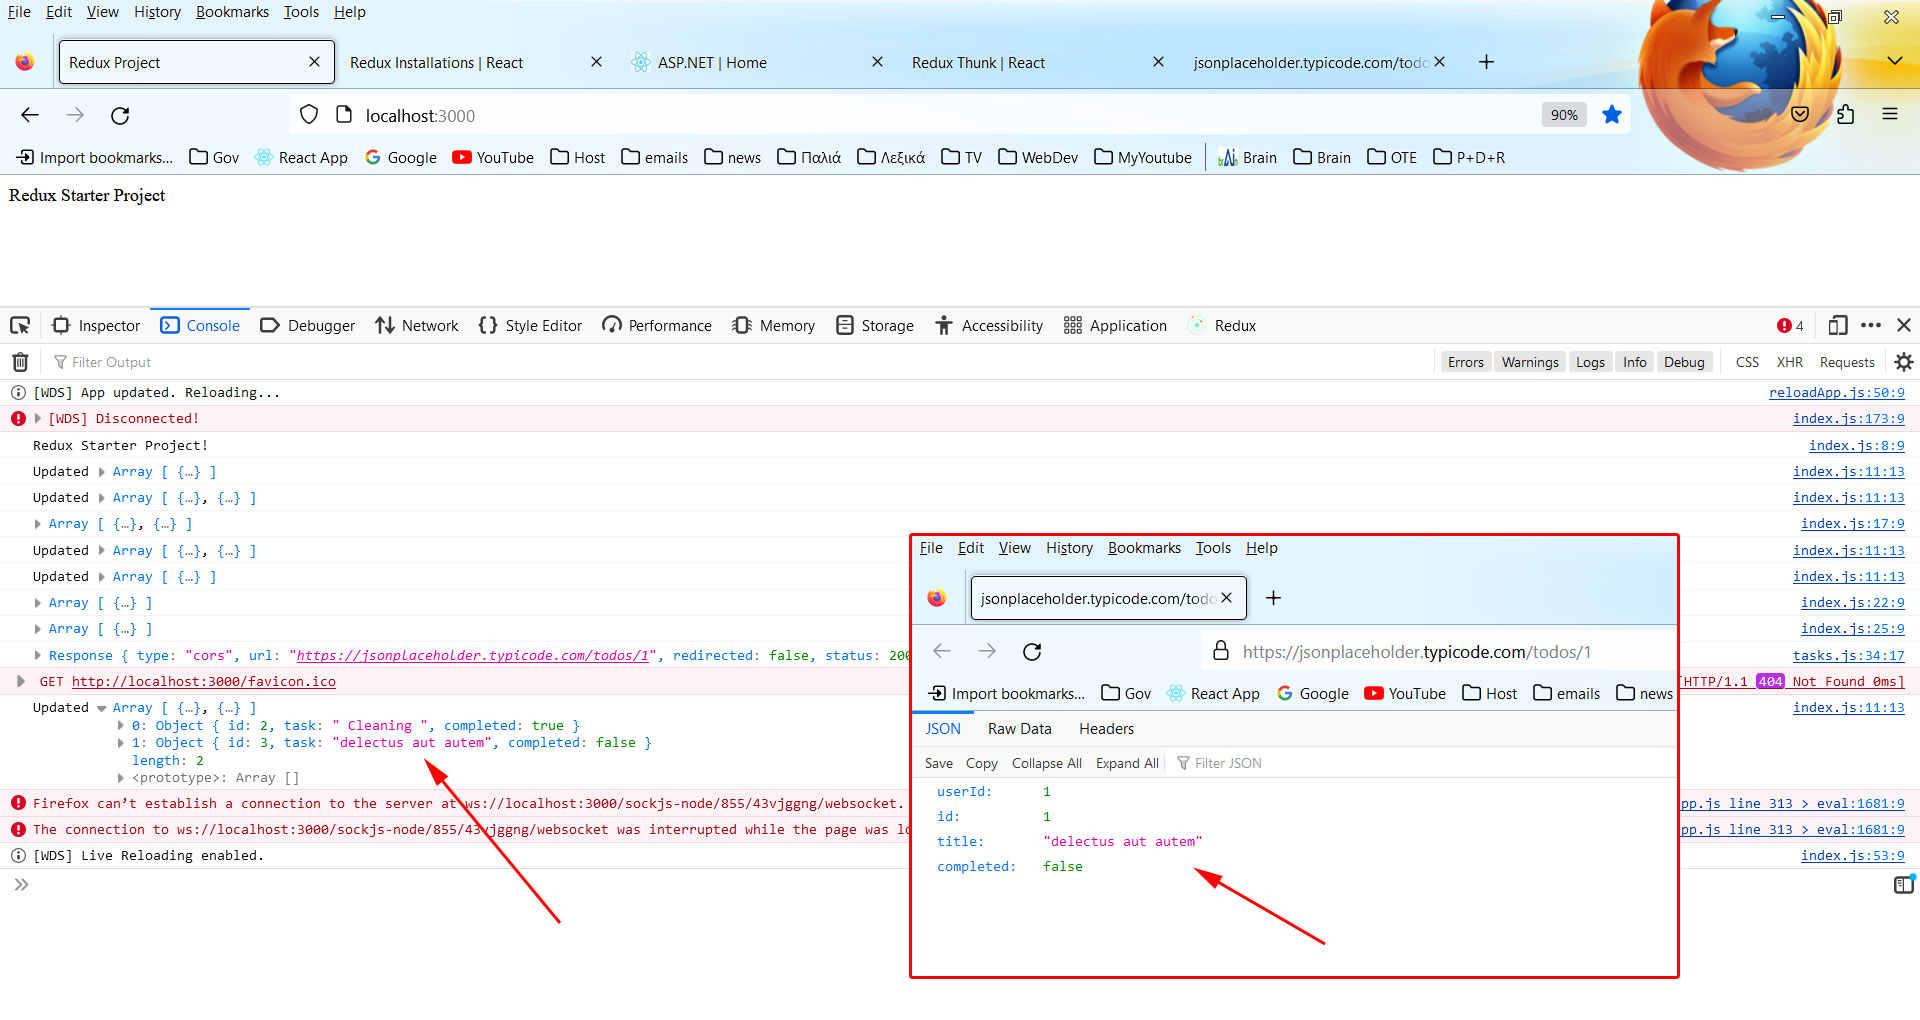 File Edit View History Bookmarks Tools Help
Redux Project
Redux Installations | React
ASP.NET | Home
Redux Thunk | React
jsonplaceholder.typicode.com/todo
localhost:3000
90%
Import bookmarks... Gov React App Google YouTube Host emails news Παλιά Λεξικά TV WebDev MyYoutube Brain Brain OTE P+D+R
Redux Starter Project
Inspector Console Debugger Network Style Editor Performance Memory Storage Accessibility Application Redux 4
Filter Output Errors Warnings Logs Info Debug CSS XHR Requests
[WDS] App updated. Reloading... reloadApp.js:50:9
[WDS] Disconnected! index.js:173:9
Redux Starter Project! index.js:8:9
Updated Array [ {…} ] index.js:11:13
Updated Array [ {…}, {…} ] index.js:11:13
Array [ {…}, {…} ] index.js:17:9
Updated Array [ {…}, {…} ] index.js:11:13
Updated Array [ {…} ] index.js:11:13
Array [ {…} ] index.js:22:9
Array [ {…} ] index.js:25:9
Response { type: "cors", url: "https://jsonplaceholder.typicode.com/todos/1", redirected: false, status: 200 tasks.js:34:17
GET http://localhost:3000/favicon.ico [HTTP/1.1 404 Not Found 0ms]
Updated Array [ {…}, {…} ] index.js:11:13
0: Object { id: 2, task: " Cleaning ", completed: true }
1: Object { id: 3, task: "delectus aut autem", completed: false }
length: 2
<prototype>: Array []
Firefox can’t establish a connection to the server at ws://localhost:3000/sockjs-node/855/43vjggng/websocket. pp.js line 313 > eval:1681:9
The connection to ws://localhost:3000/sockjs-node/855/43vjggng/websocket was interrupted while the page was lo pp.js line 313 > eval:1681:9
[WDS] Live Reloading enabled. index.js:53:9
File Edit View History Bookmarks Tools Help
jsonplaceholder.typicode.com/todo
https://jsonplaceholder.typicode.com/todos/1
Import bookmarks... Gov React App Google YouTube Host emails news
JSON Raw Data Headers
Save Copy Collapse All Expand All Filter JSON
userId: 1
id: 1
title: "delectus aut autem"
completed: false